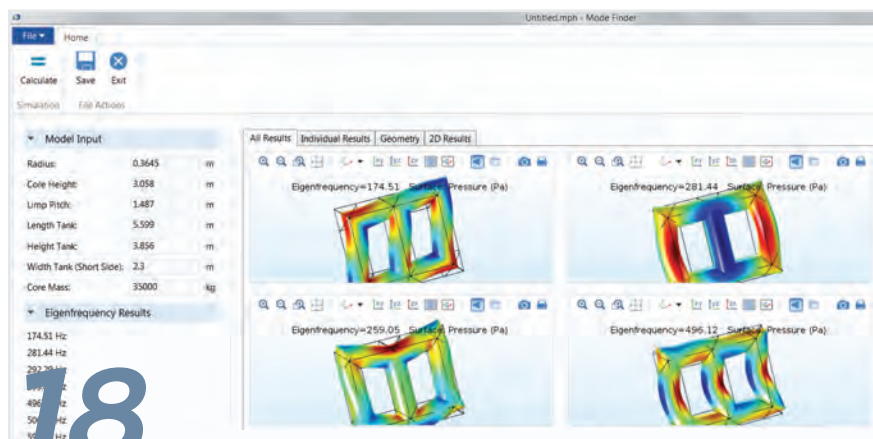 Untitled.mph - Mode Finder
File
Home
Calculate Save Exit
Simulation File Actions
Model Input
Radius: 0.3645 m
Core Height: 3.058 m
Limp Pitch: 1.487 m
Length Tank: 5.599 m
Height Tank: 3.856 m
Width Tank (Short Side): 2.3 m
Core Mass: 35000 kg
Eigenfrequency Results
174.51 Hz
281.44 Hz
Hz
18
All Results Individual Results Geometry 2D Results
Eigenfrequency=174.51 Surface: Pressure (Pa)
Eigenfrequency=281.44 Surface: Pressure (Pa)
Eigenfrequency=259.05 Surface: Pressure (Pa)
Eigenfrequency=496.12 Surface: Pressure (Pa)